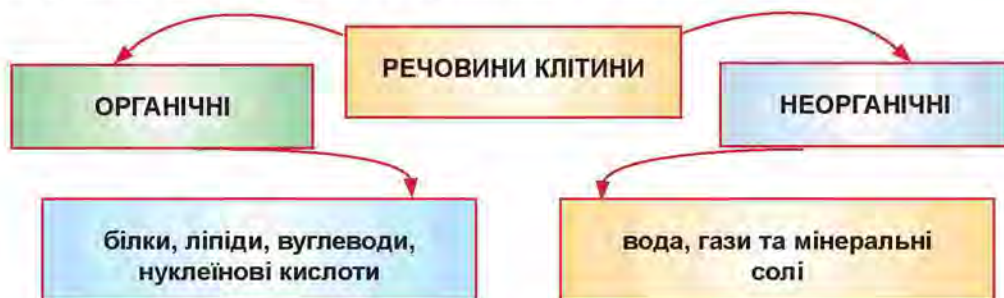 РЕЧОВИНИ КЛІТИНИ
ОРГАНІЧНІ
НЕОРГАНІЧНІ
білки, ліпіди, вуглеводи,
нуклеїнові кислоти
вода, гази та мінеральні
солі